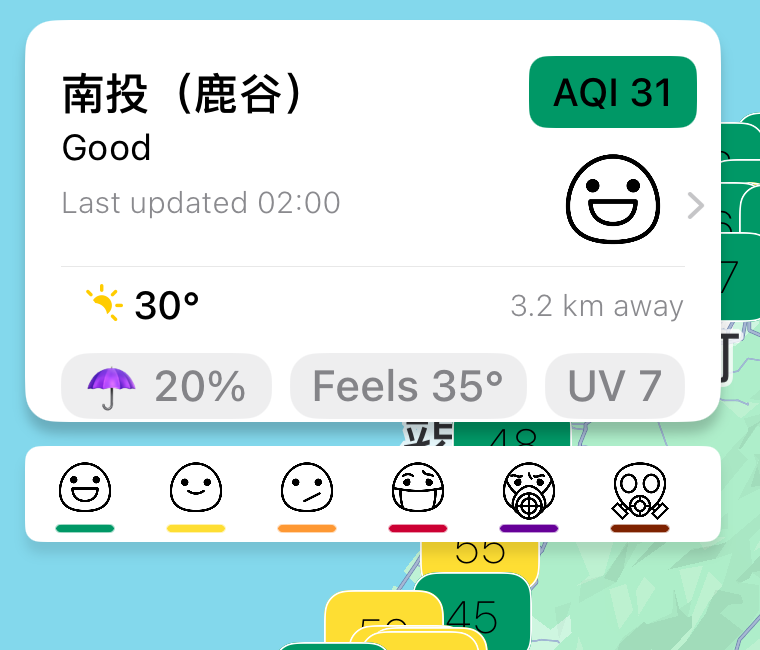 南投（鹿谷）
AQI 31
Good
Last updated 02:00
30°
3.2 km away
20%
Feels 35°
UV 7
48
55
45